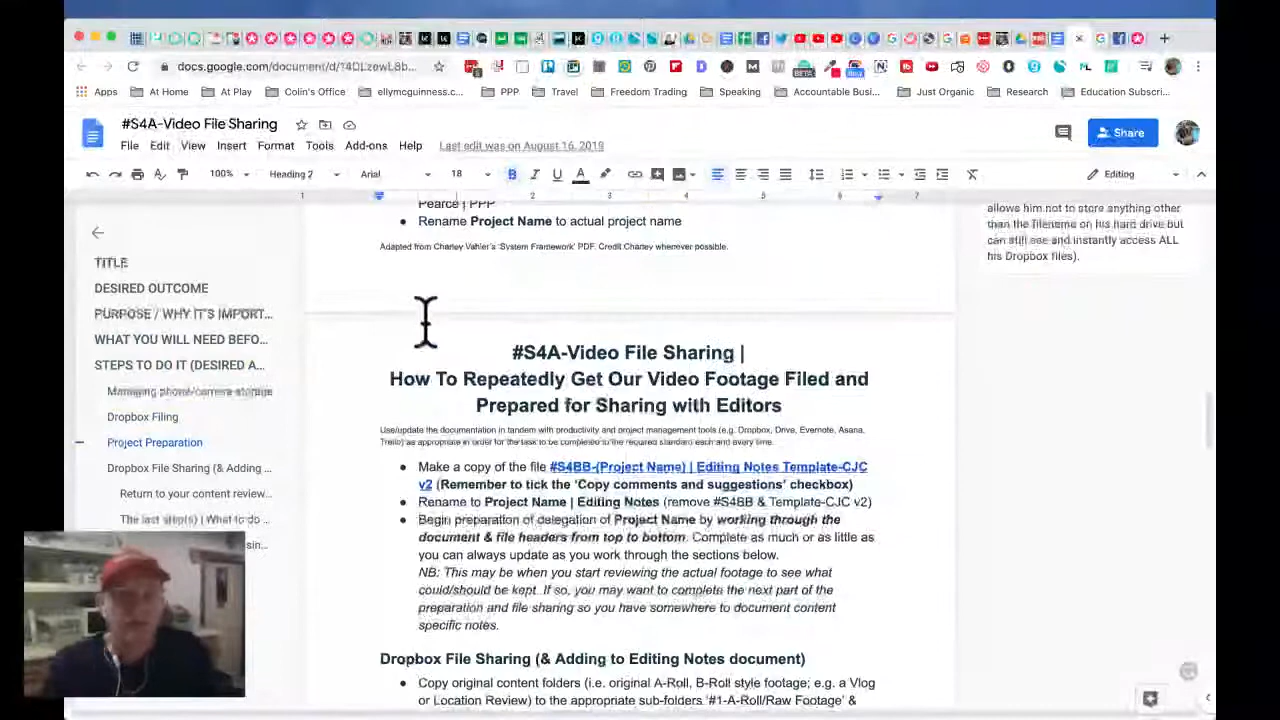 docs.google.com/document/d/14DLzewL8b...
Apps At Home At Play Colin's Office ellymcguinness.c... PPP Travel Freedom Trading Speaking Accountable Busi... Just Organic Research Education Subscri...
#S4A-Video File Sharing
Share
File Edit View Insert Format Tools Add-ons Help Last edit was on August 16, 2019
100% Heading 2 Arial 18 Editing
1 1 2 3 4 5 6 7
Pearce | PPP
Rename Project Name to actual project name
Adapted from Charley Valher's 'System Framework' PDF. Credit Charley whenever possible.
allows him not to store anything other
than the filename on his hard drive but
can still see and instantly access ALL
his Dropbox files).
TITLE
DESIRED OUTCOME
PURPOSE / WHY IT'S IMPORT...
WHAT YOU WILL NEED BEFO...
STEPS TO DO IT (DESIRED A...
Managing phone/camera storage
Dropbox Filing
Project Preparation
Dropbox File Sharing (& Adding ...
Return to your content review...
The last step(s) | What to do ...
#S4A-Video File Sharing |
How To Repeatedly Get Our Video Footage Filed and
Prepared for Sharing with Editors
Use/update the documentation in tandem with productivity and project management tools (e.g. Dropbox, Drive, Evernote, Asana,
Trello) as appropriate in order for the task to be completed to the required standard each and every time.
Make a copy of the file #S4BB-(Project Name) | Editing Notes Template-CJC
v2 (Remember to tick the 'Copy comments and suggestions' checkbox)
Rename to Project Name | Editing Notes (remove #S4BB & Template-CJC v2)
Begin preparation of delegation of Project Name by working through the
document & file headers from top to bottom. Complete as much or as little as
you can always update as you work through the sections below.
NB: This may be when you start reviewing the actual footage to see what
could/should be kept. If so, you may want to complete the next part of the
preparation and file sharing so you have somewhere to document content
specific notes.
Dropbox File Sharing (& Adding to Editing Notes document)
Copy original content folders (i.e. original A-Roll, B-Roll style footage; e.g. a Vlog
or Location Review) to the appropriate sub-folders '#1-A-Roll/Raw Footage' &